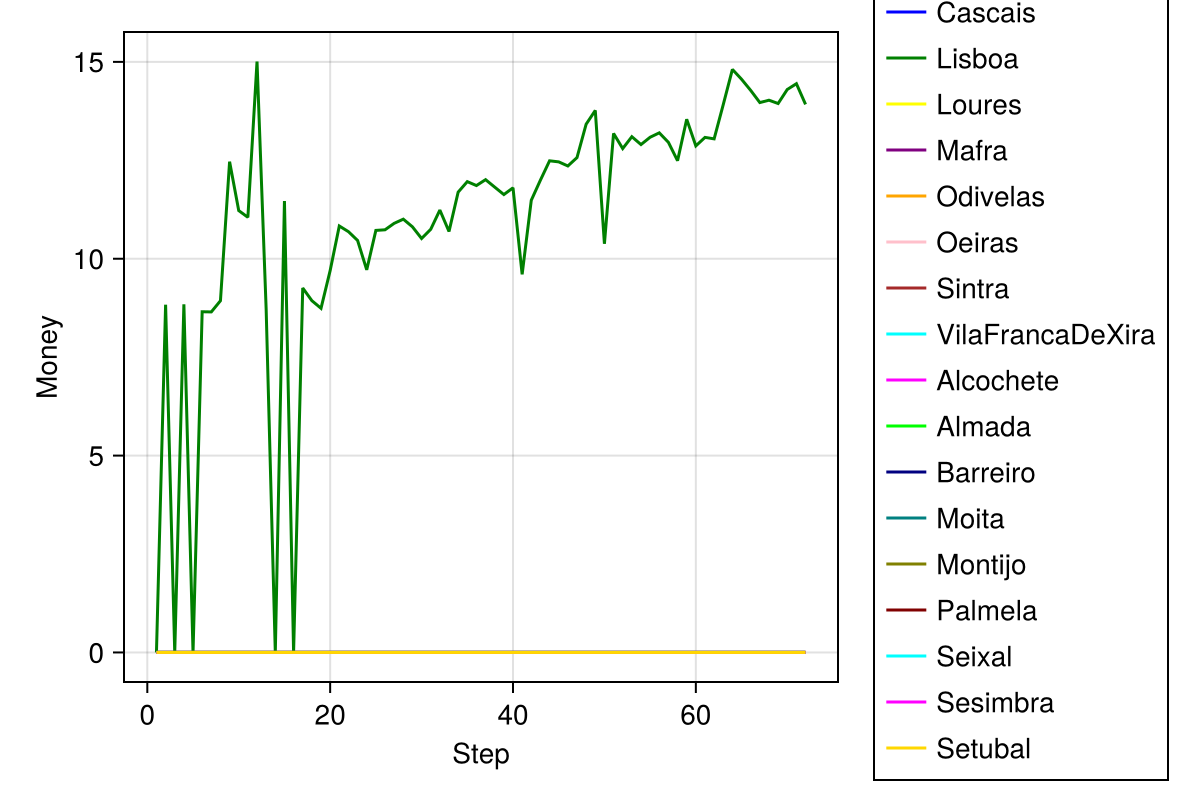 15
10
5
0
Money
0
20
40
60
Step
Cascais
Lisboa
Loures
Mafra
Odivelas
Oeiras
Sintra
VilaFrancaDeXira
Alcochete
Almada
Barreiro
Moita
Montijo
Palmela
Seixal
Sesimbra
Setubal